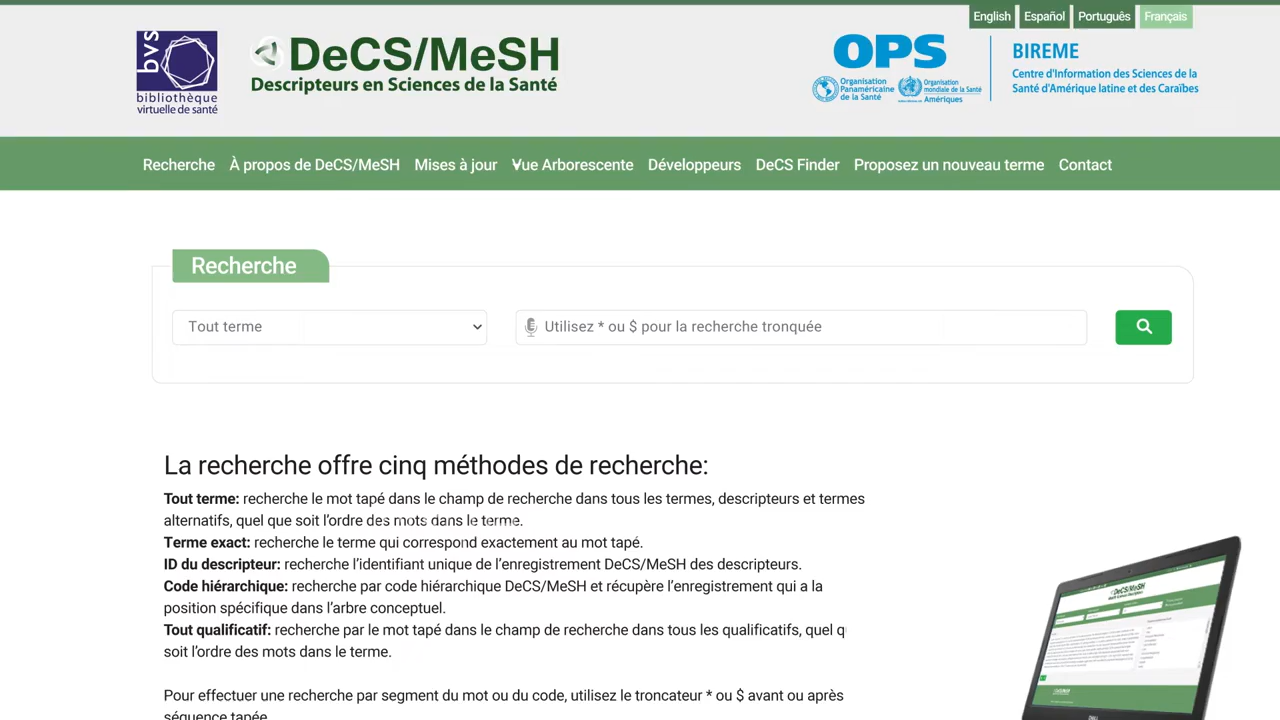 English Español Português Français
bvs
bibliothèque
virtuelle de santé
DeCS/MeSH
Descripteurs en Sciences de la Santé
OPS
Organisation
Panaméricaine
de la Santé
Organisation
mondiale de la Santé
Amériques
BIREME
Centre d'Information des Sciences de la
Santé d'Amérique latine et des Caraïbes
Recherche À propos de DeCS/MeSH Mises à jour Vue Arborescente Développeurs DeCS Finder Proposez un nouveau terme Contact
Recherche
Tout terme
Utilisez * ou $ pour la recherche tronquée
La recherche offre cinq méthodes de recherche:
Tout terme: recherche le mot tapé dans le champ de recherche dans tous les termes, descripteurs et termes
alternatifs, quel que soit l'ordre des mots dans le terme.
Terme exact: recherche le terme qui correspond exactement au mot tapé.
ID du descripteur: recherche l'identifiant unique de l'enregistrement DeCS/MeSH des descripteurs.
Code hiérarchique: recherche par code hiérarchique DeCS/MeSH et récupère l'enregistrement qui a la
position spécifique dans l'arbre conceptuel.
Tout qualificatif: recherche par le mot tapé dans le champ de recherche dans tous les qualificatifs, quel q
soit l'ordre des mots dans le terme.
Pour effectuer une recherche par segment du mot ou du code, utilisez le troncateur * ou $ avant ou après
séquence tapée
DeCS/MeSH
DELL